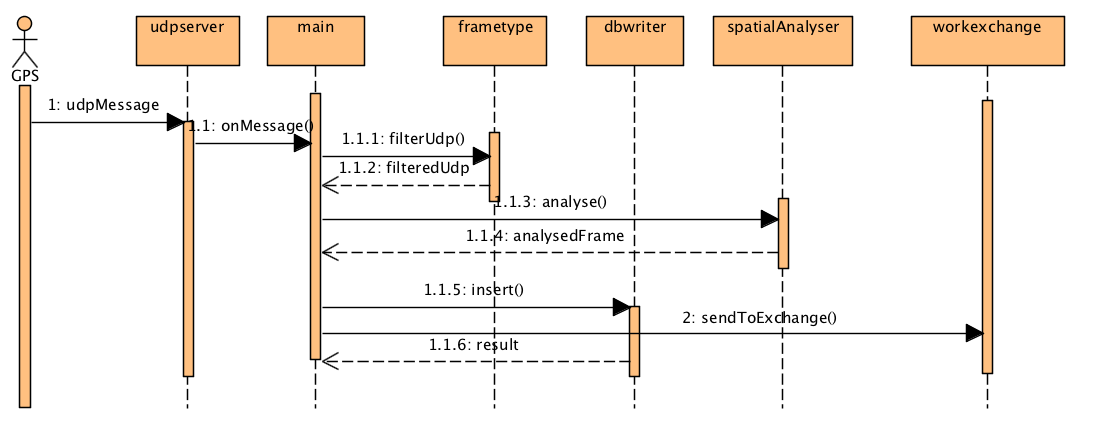 udpserver
main
frametype
dbwriter
spatialAnalyser
workexchange
GPS
1: udpMessage
1.1: onMessage()
1.1.1: filterUdp()
1.1.2: filteredUdp
1.1.3: analyse()
1.1.4: analysedFrame
1.1.5: insert()
2: sendToExchange()
1.1.6: result